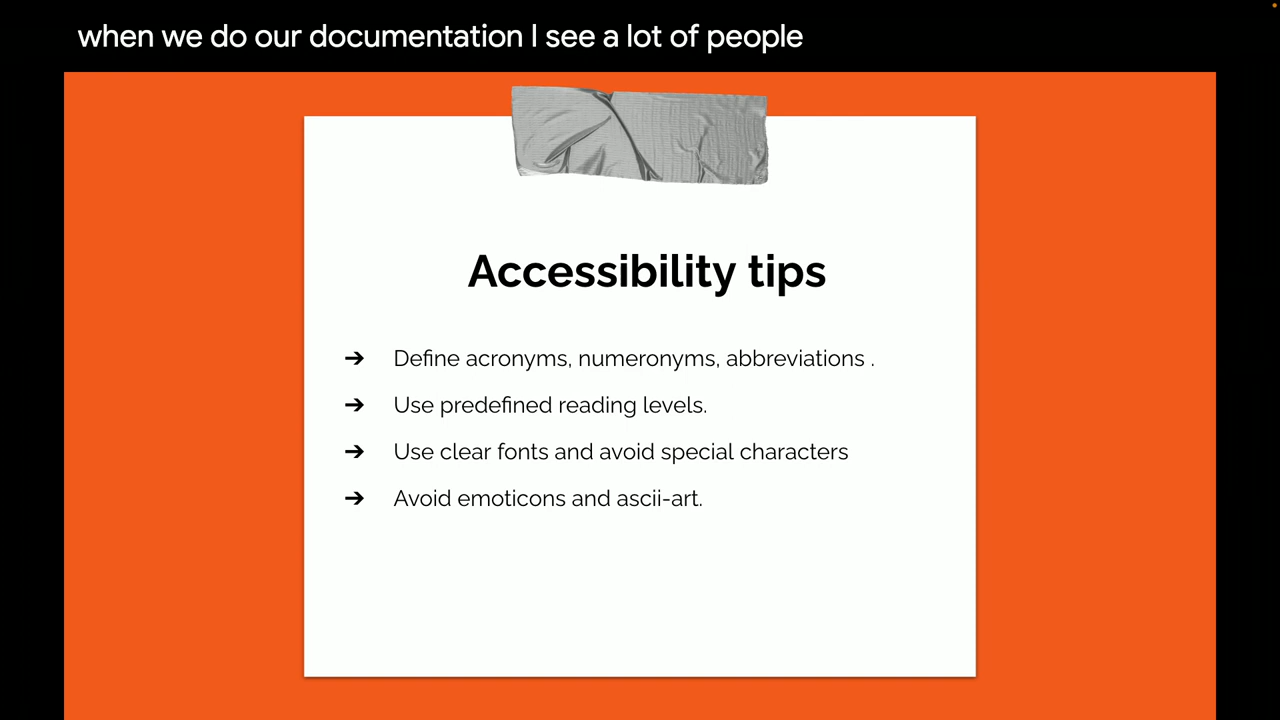 when we do our documentation I see a lot of people
Accessibility tips
➔ Define acronyms, numeronyms, abbreviations .
➔ Use predefined reading levels.
➔ Use clear fonts and avoid special characters
➔ Avoid emoticons and ascii-art.